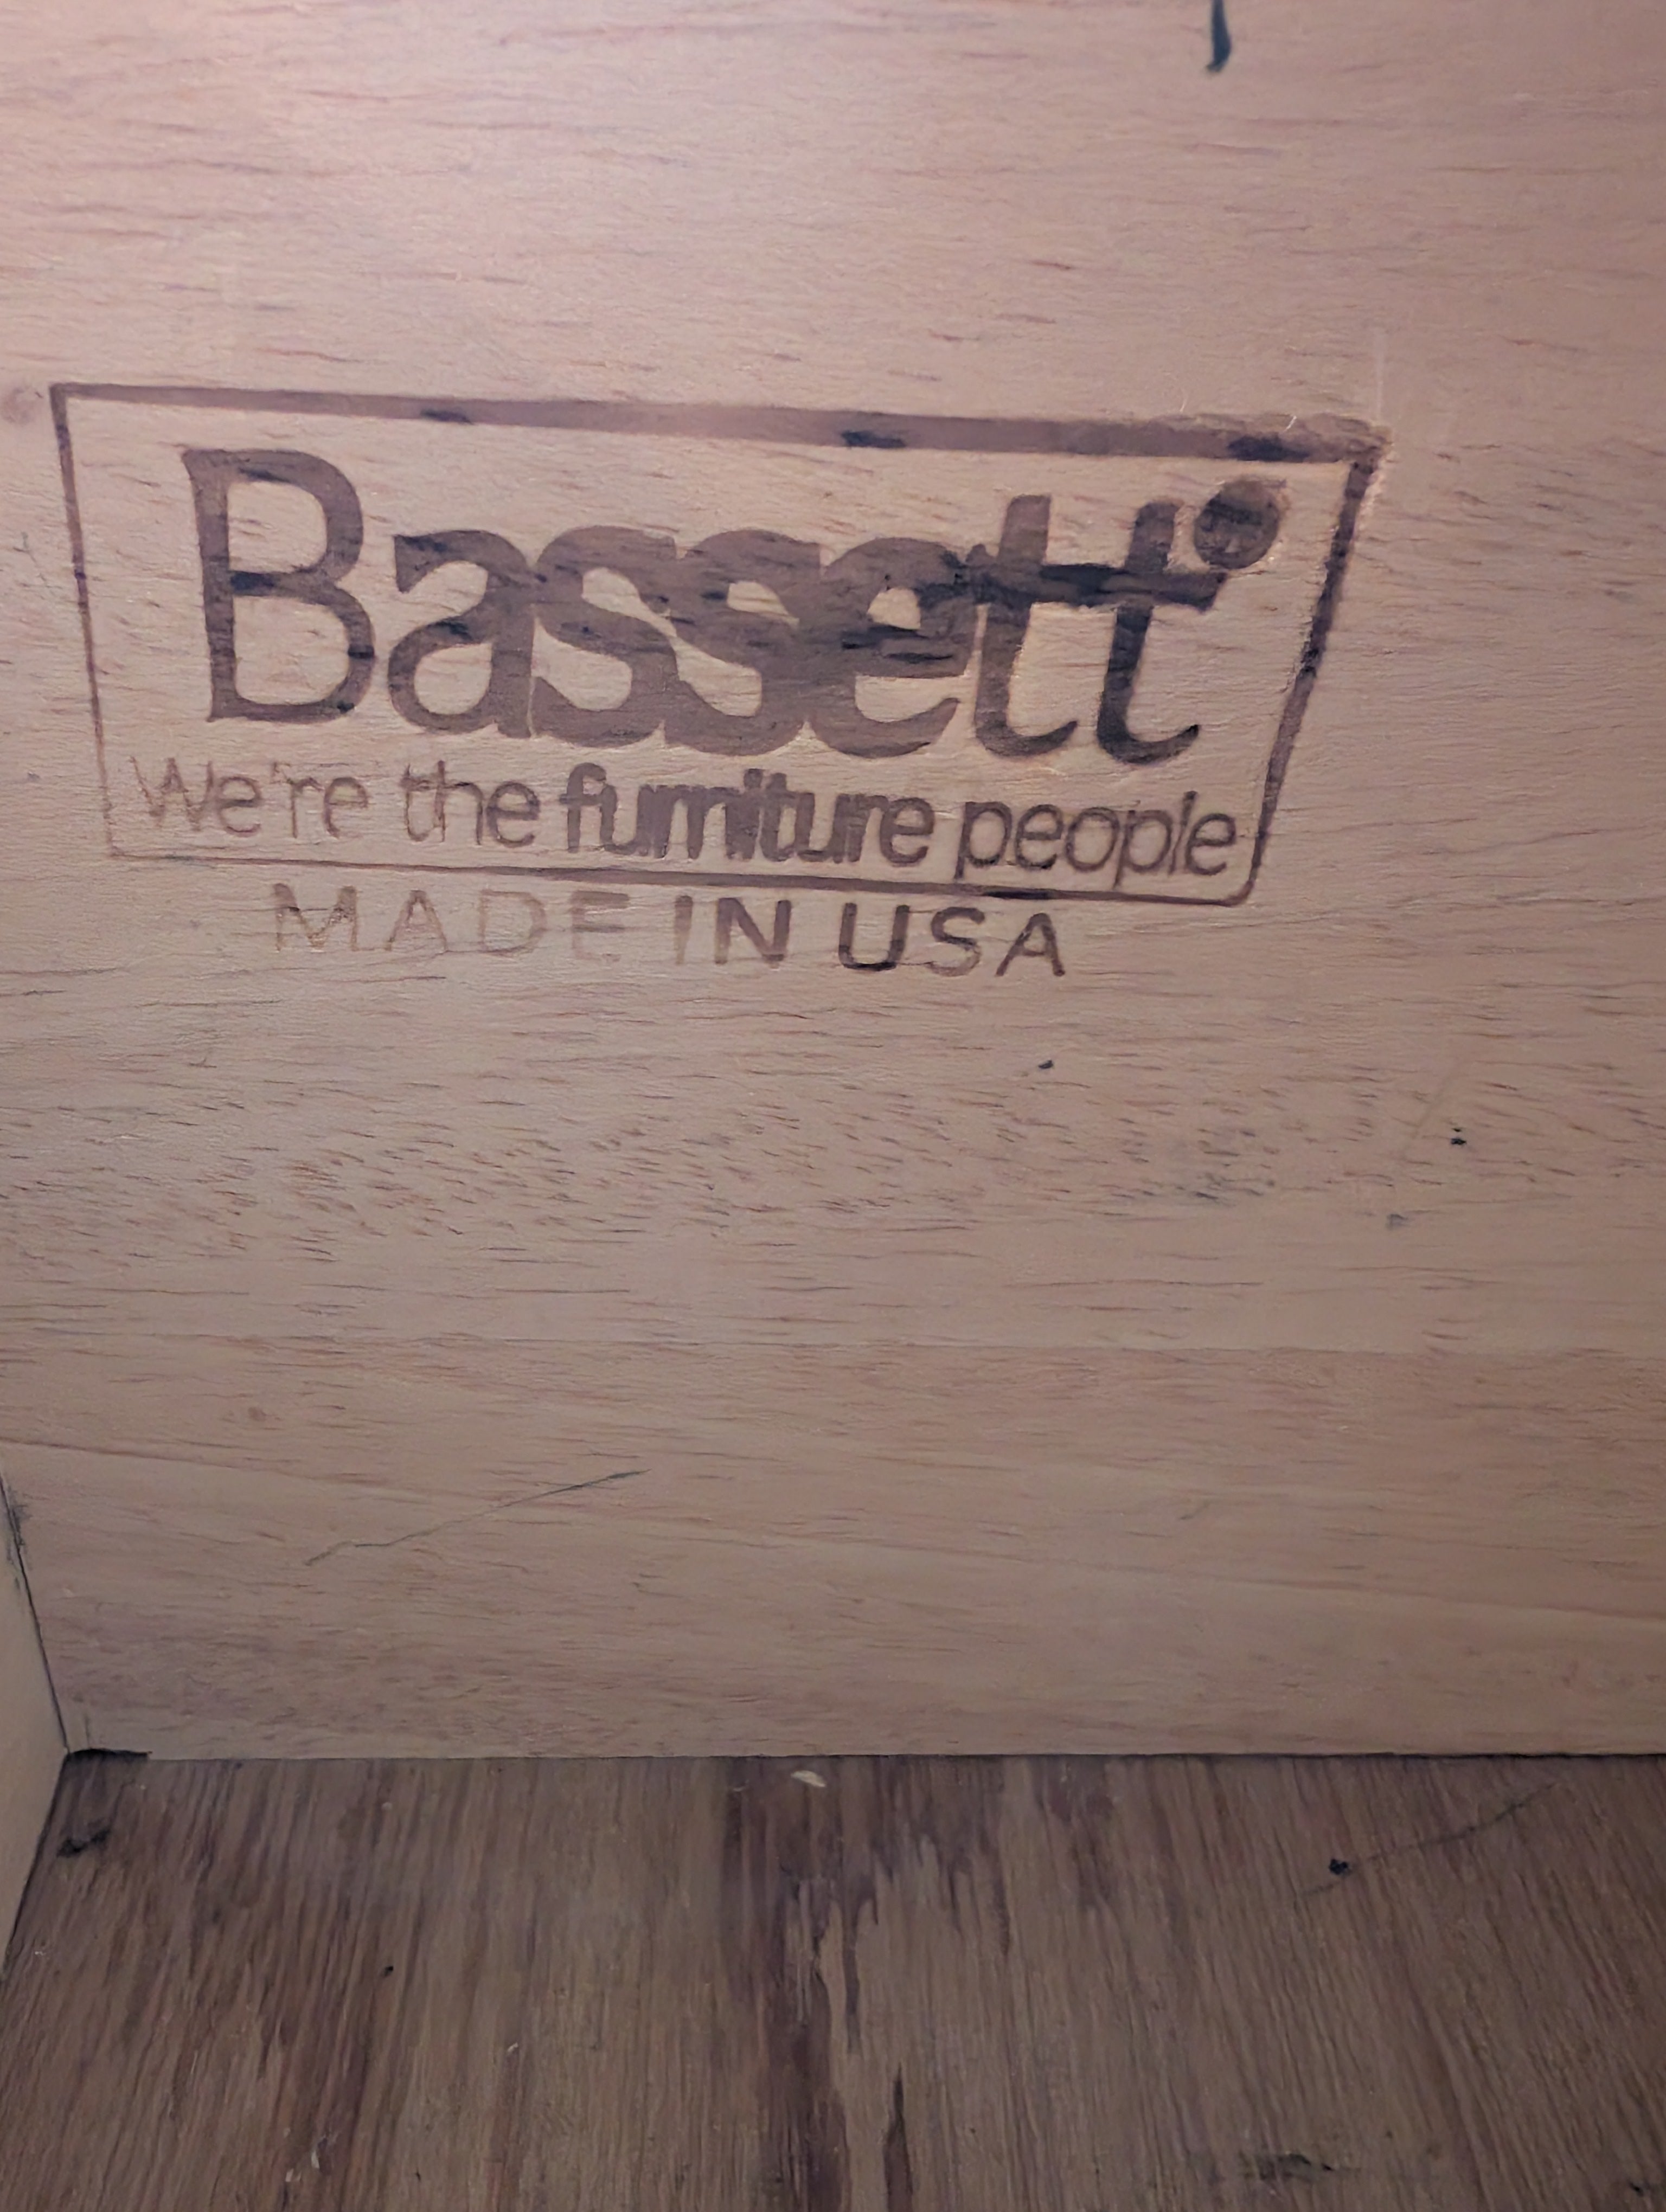 Bassett
We're the furniture people
MADE IN USA